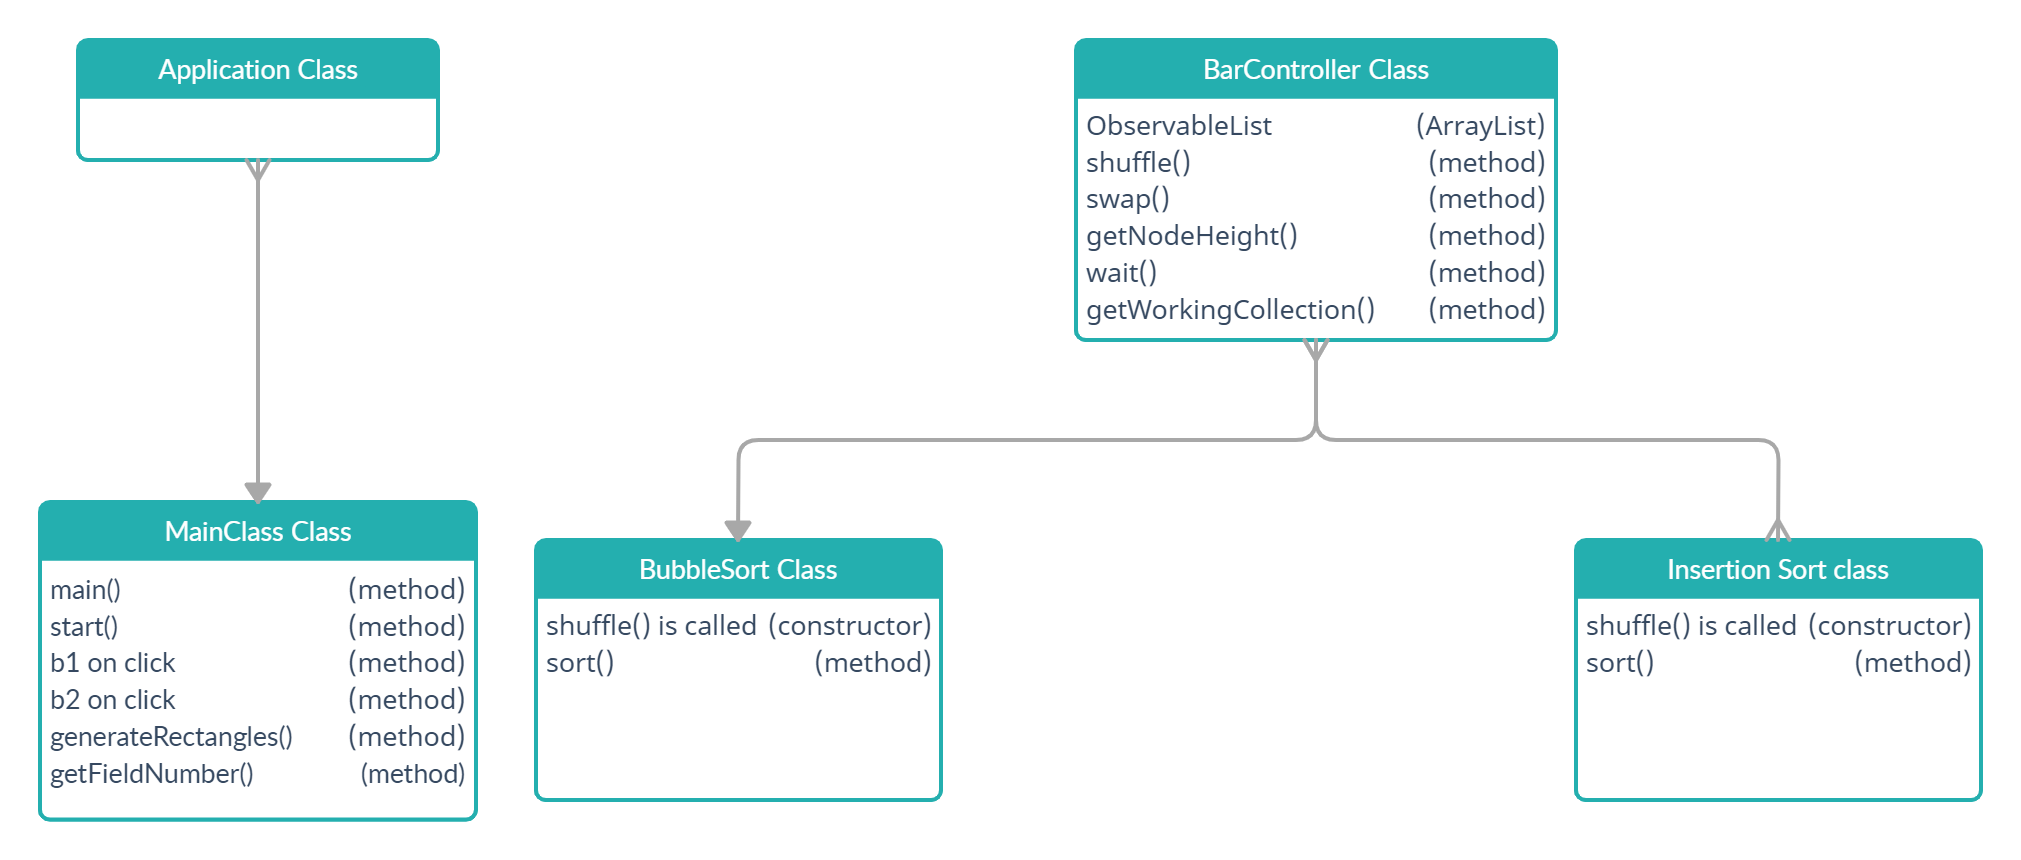 Application Class
BarController Class
ObservableList (ArrayList)
shuffle() (method)
swap() (method)
getNodeHeight() (method)
wait() (method)
getWorkingCollection() (method)
MainClass Class
main() (method)
start() (method)
b1 on click (method)
b2 on click (method)
generateRectangles() (method)
getFieldNumber() (method)
BubbleSort Class
shuffle() is called (constructor)
sort() (method)
Insertion Sort class
shuffle() is called (constructor)
sort() (method)